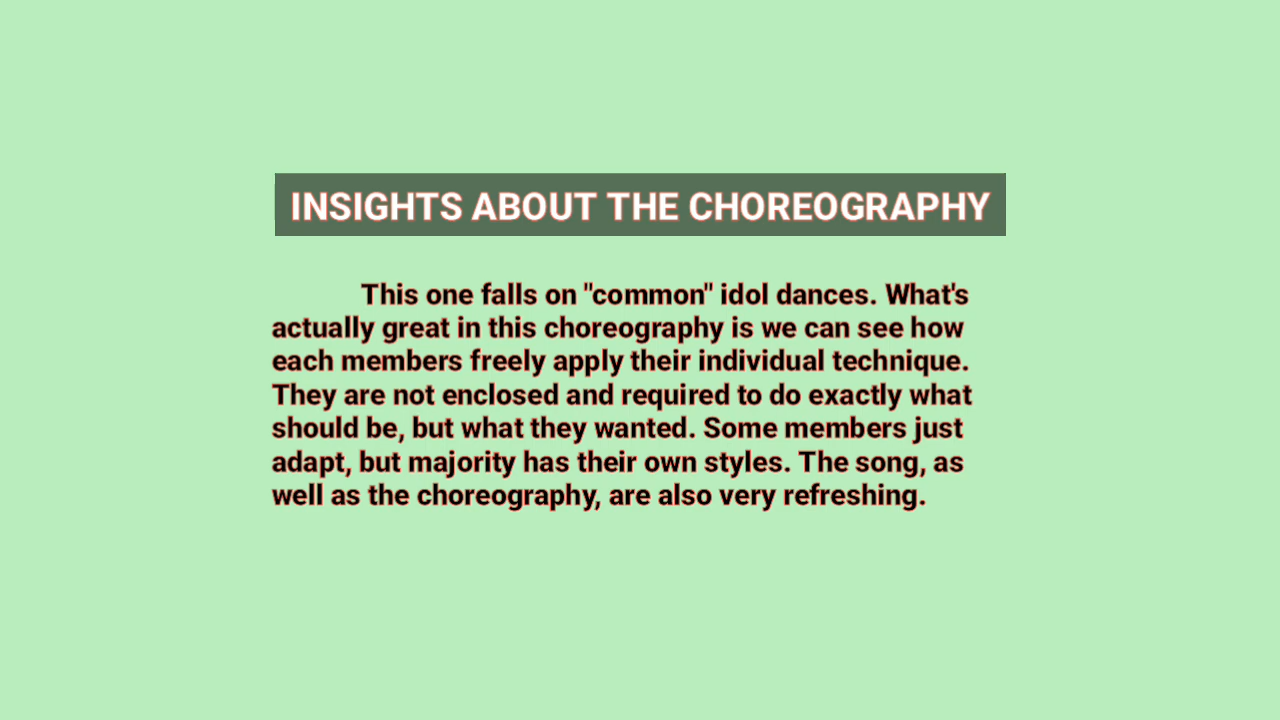 INSIGHTS ABOUT THE CHOREOGRAPHY
This one falls on "common" idol dances. What's
actually great in this choreography is we can see how
each members freely apply their individual technique.
They are not enclosed and required to do exactly what
should be, but what they wanted. Some members just
adapt, but majority has their own styles. The song, as
well as the choreography, are also very refreshing.